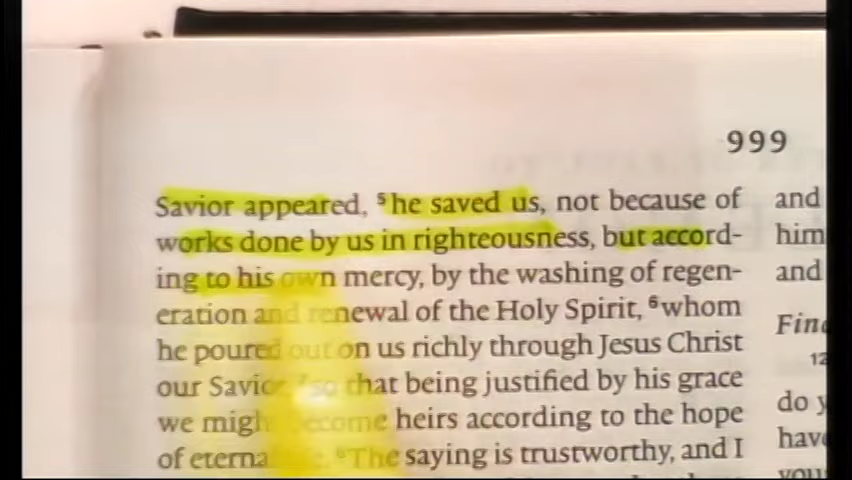 999
Savior appeared, ⁵he saved us, not because of
works done by us in righteousness, but accord-
ing to his own mercy, by the washing of regen-
eration and renewal of the Holy Spirit, ⁶whom
he poured out on us richly through Jesus Christ
our Savior, ⁷so that being justified by his grace
we might become heirs according to the hope
of eternal ⁸The saying is trustworthy, and I
and
him
and
12
do
have